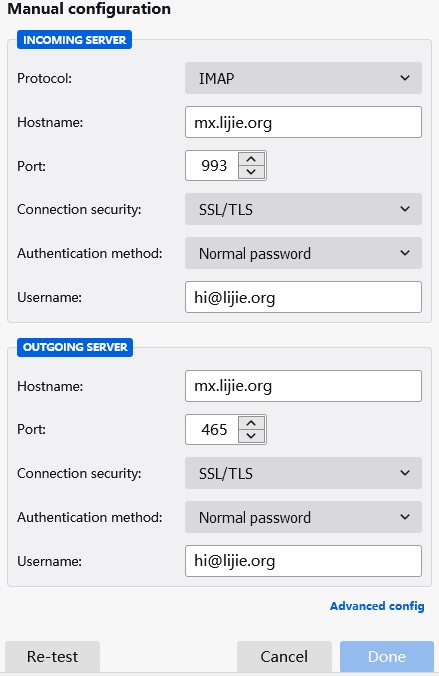 Manual configuration
INCOMING SERVER
Protocol: IMAP
Hostname: mx.lijie.org
Port: 993
Connection security: SSL/TLS
Authentication method: Normal password
Username: hi@lijie.org
OUTGOING SERVER
Hostname: mx.lijie.org
Port: 465
Connection security: SSL/TLS
Authentication method: Normal password
Username: hi@lijie.org
Advanced config
Re-test Cancel Done